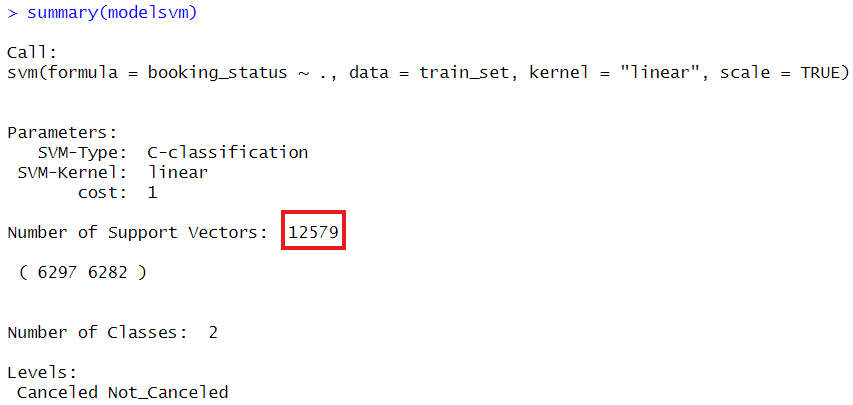 > summary(modelsvm)
Call:
svm(formula = booking_status ~ ., data = train_set, kernel = "linear", scale = TRUE)
Parameters:
SVM-Type: C-classification
SVM-Kernel: linear
cost: 1
Number of Support Vectors: 12579
( 6297 6282 )
Number of Classes: 2
Levels:
Canceled Not_Canceled